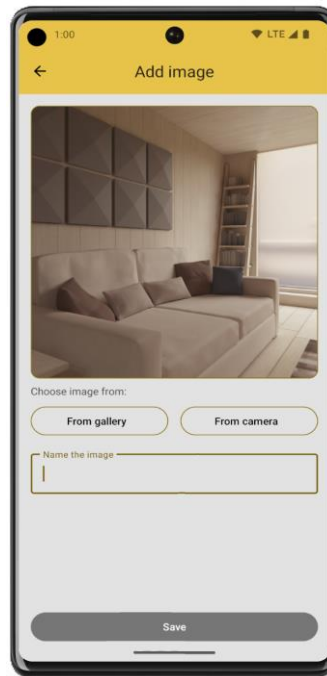 1:00 LTE
Add image
Choose image from:
From gallery From camera
Name the image
Save